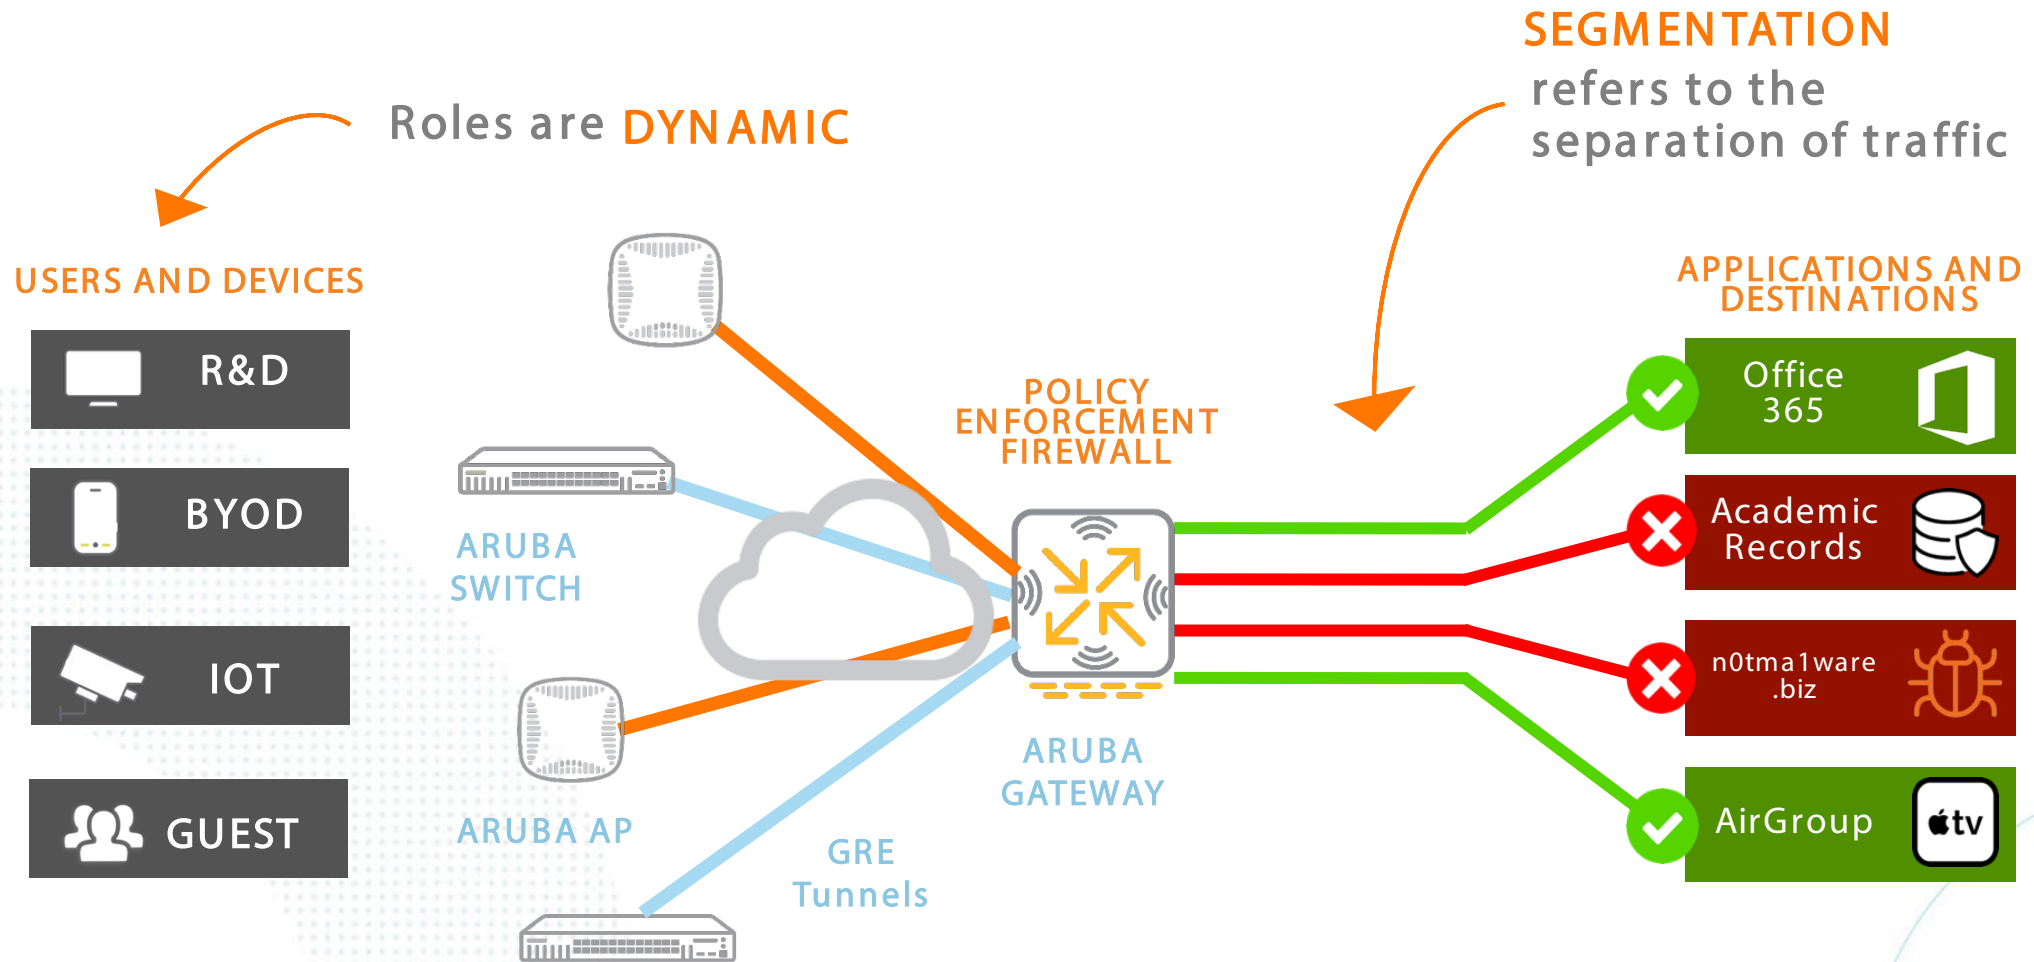 SEGMENTATION
refers to the
separation of traffic
Roles are DYNAMIC
USERS AND DEVICES
R&D
BYOD
IOT
GUEST
ARUBA
SWITCH
ARUBA AP
GRE
Tunnels
POLICY
ENFORCEMENT
FIREWALL
ARUBA
GATEWAY
APPLICATIONS AND
DESTINATIONS
Office
365
Academic
Records
n0tma1ware
.biz
AirGroup
tv